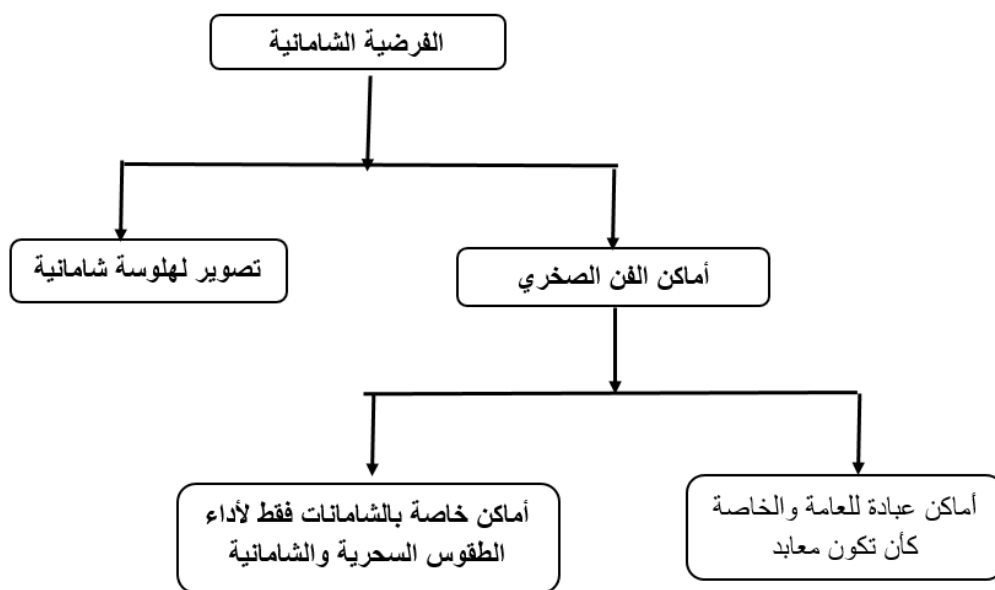 الفرضية الشامانية
أماكن الفن الصخري
تصوير لهلوسة شامانية
أماكن عبادة للعامة والخاصة
كأن تكون معابد
أماكن خاصة بالشامانات فقط لأداء
الطقوس السحرية والشامانية